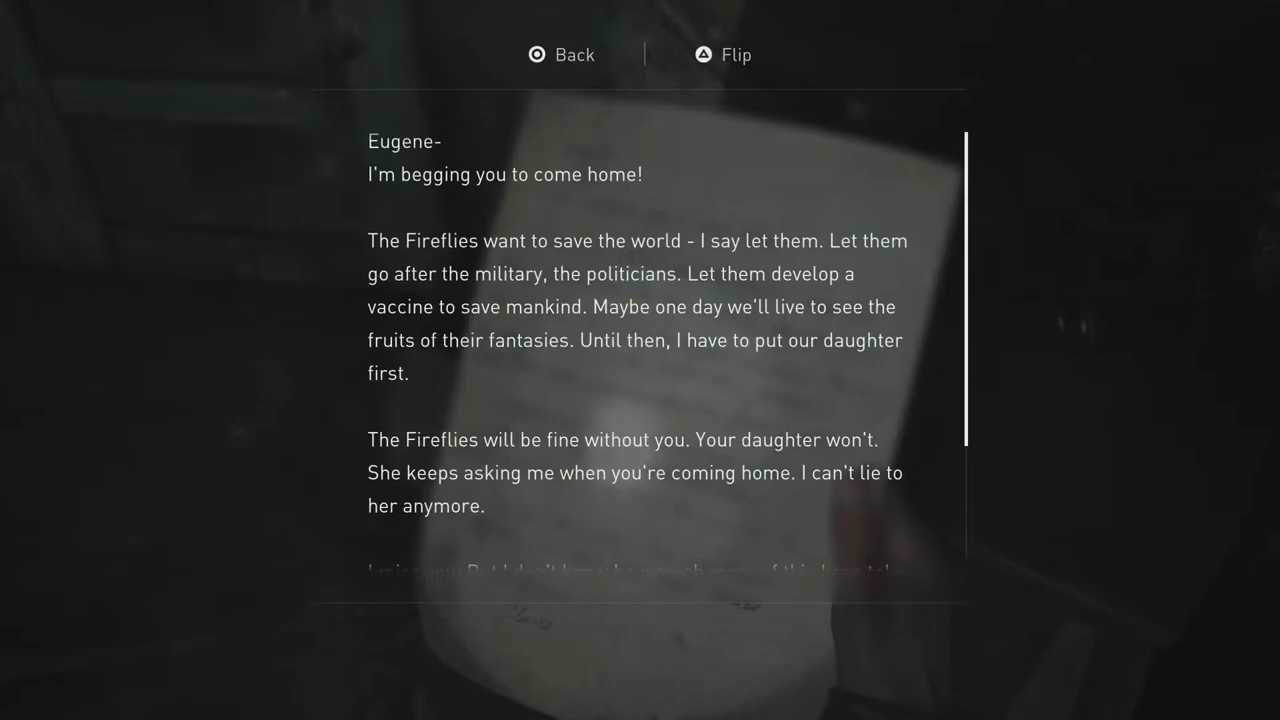 Back
Flip
Eugene-
I'm begging you to come home!
The Fireflies want to save the world - I say let them. Let them
go after the military, the politicians. Let them develop a
vaccine to save mankind. Maybe one day we'll live to see the
fruits of their fantasies. Until then, I have to put our daughter
first.
The Fireflies will be fine without you. Your daughter won't.
She keeps asking me when you're coming home. I can't lie to
her anymore.